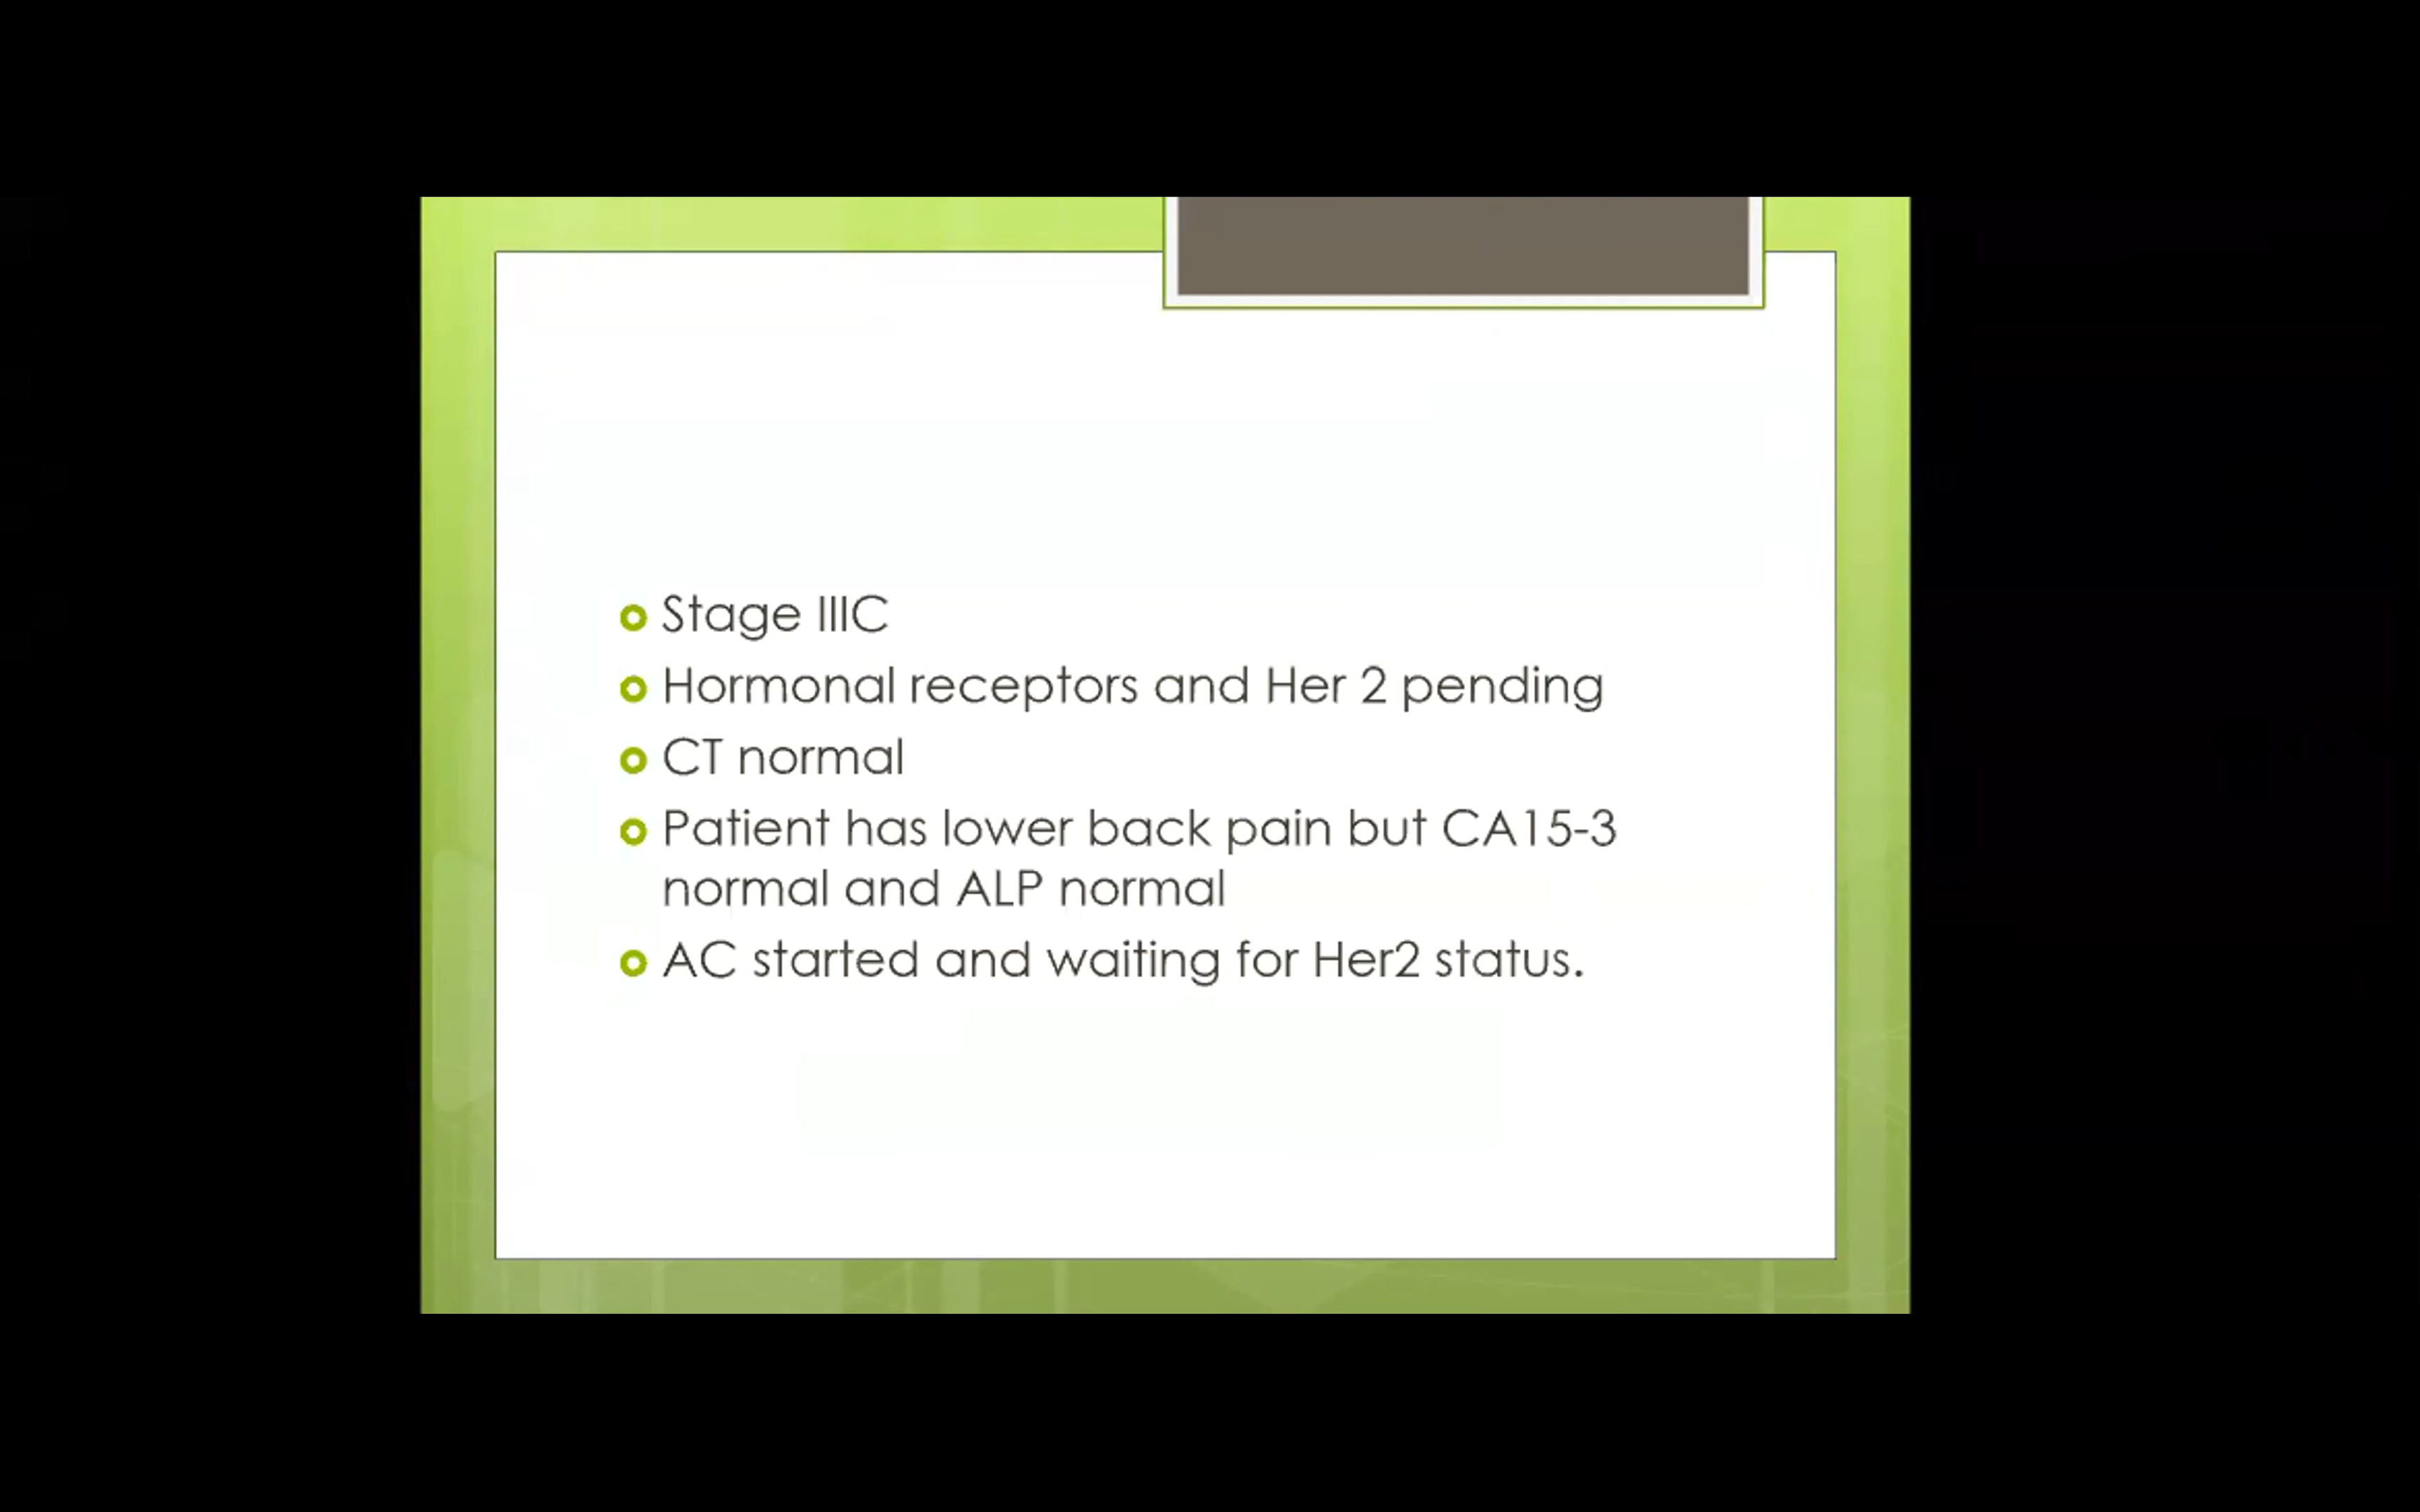 Stage IIIC
Hormonal receptors and Her 2 pending
CT normal
Patient has lower back pain but CA15-3
normal and ALP normal
AC started and waiting for Her2 status.